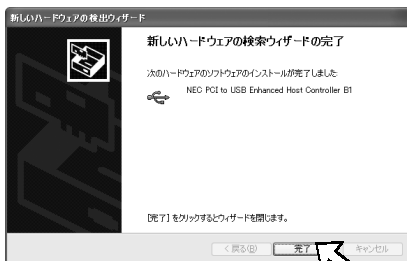 新しいハードウェアの検出ウィザード
新しいハードウェアの検索ウィザードの完了
次のハードウェアのソフトウェアのインストールが完了しました:
NEC PCI to USB Enhanced Host Controller B1
[完了] をクリックするとウィザードを閉じます。
< 戻る(B) 完了 キャンセル